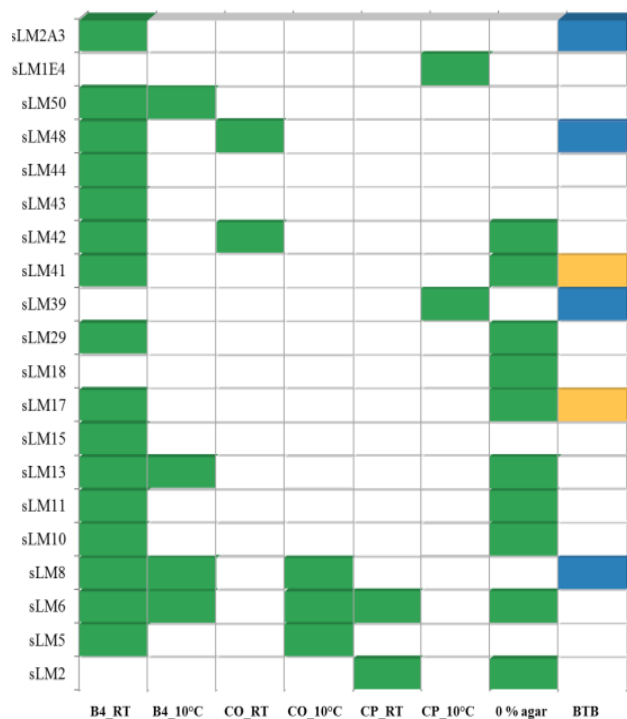 sLM2A3
sLM1E4
sLM50
sLM48
sLM44
sLM43
sLM42
sLM41
sLM39
sLM29
sLM18
sLM17
sLM15
sLM13
sLM11
sLM10
sLM8
sLM6
sLM5
sLM2
B4_RT B4_10°C CO_RT CO_10°C CP_RT CP_10°C 0 % agar BTB